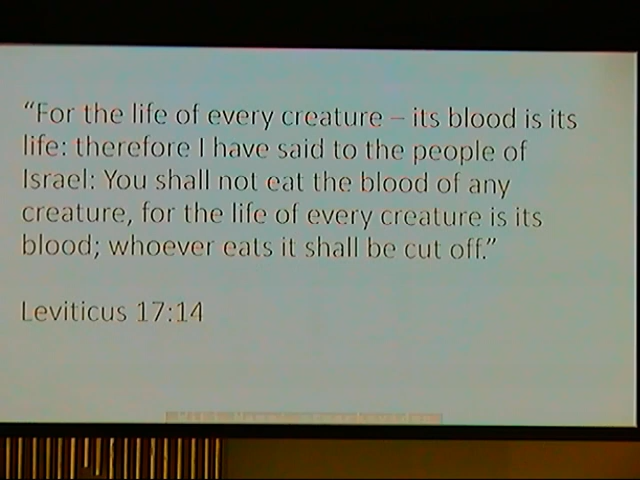 “For the life of every creature – its blood is its
life: therefore I have said to the people of
Israel: You shall not eat the blood of any
creature, for the life of every creature is its
blood; whoever eats it shall be cut off.”
Leviticus 17:14